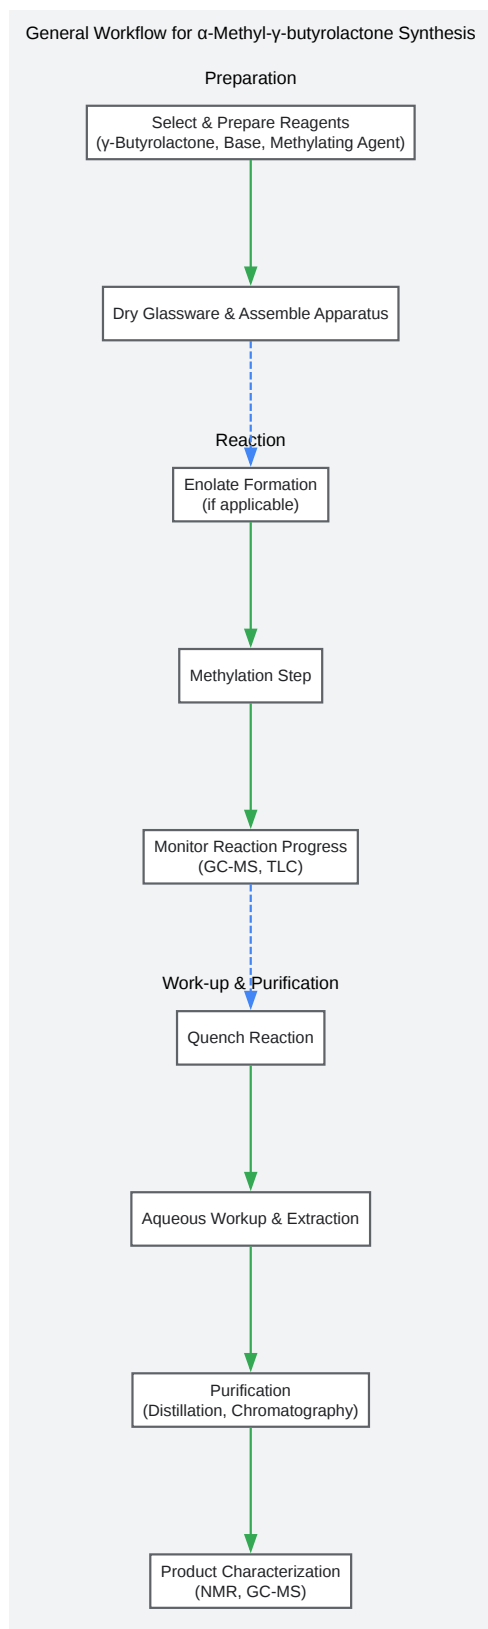 General Workflow for α-Methyl-γ-butyrolactone Synthesis
Preparation
Select & Prepare Reagents
(γ-Butyrolactone, Base, Methylating Agent)
Dry Glassware & Assemble Apparatus
Reaction
Enolate Formation
(if applicable)
Methylation Step
Monitor Reaction Progress
(GC-MS, TLC)
Work-up & Purification
Quench Reaction
Aqueous Workup & Extraction
Purification
(Distillation, Chromatography)
Product Characterization
(NMR, GC-MS)